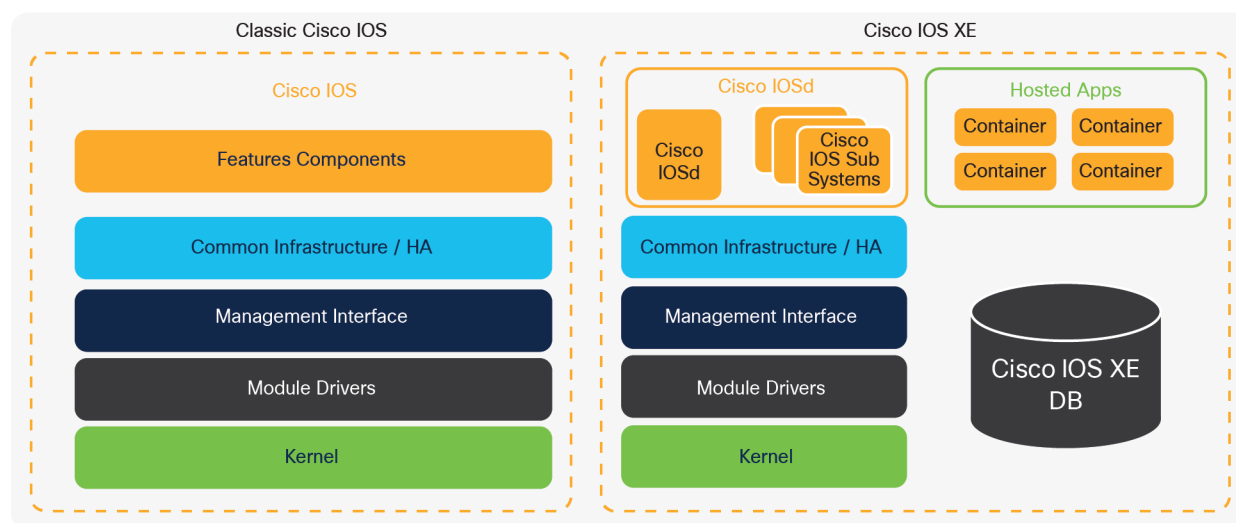 Classic Cisco IOS
Cisco IOS
Features Components
Common Infrastructure / HA
Management Interface
Module Drivers
Kernel
Cisco IOS XE
Cisco IOSd
Cisco
IOSd
Cisco
IOS Sub
Systems
Hosted Apps
Container
Container
Container
Container
Common Infrastructure / HA
Management Interface
Module Drivers
Kernel
Cisco IOS XE
DB